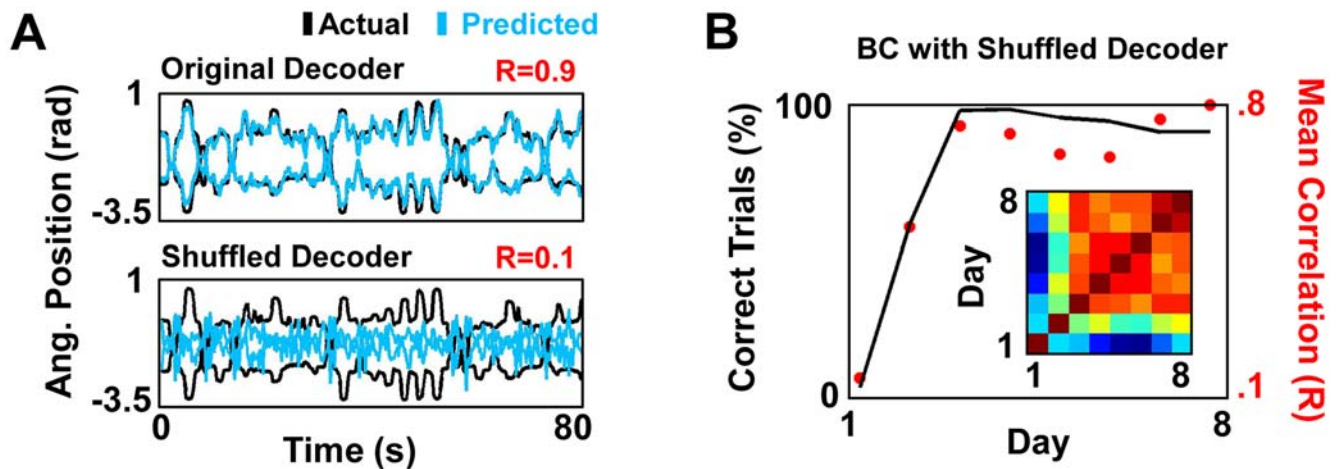 A
Actual Predicted
Original Decoder R=0.9
1
-3.5
Shuffled Decoder R=0.1
1
-3.5
Ang. Position (rad)
0 80
Time (s)
B
BC with Shuffled Decoder
100
0
Correct Trials (%)
.8
.1
Mean Correlation (R)
8
1
Day
1 8
1 8
Day